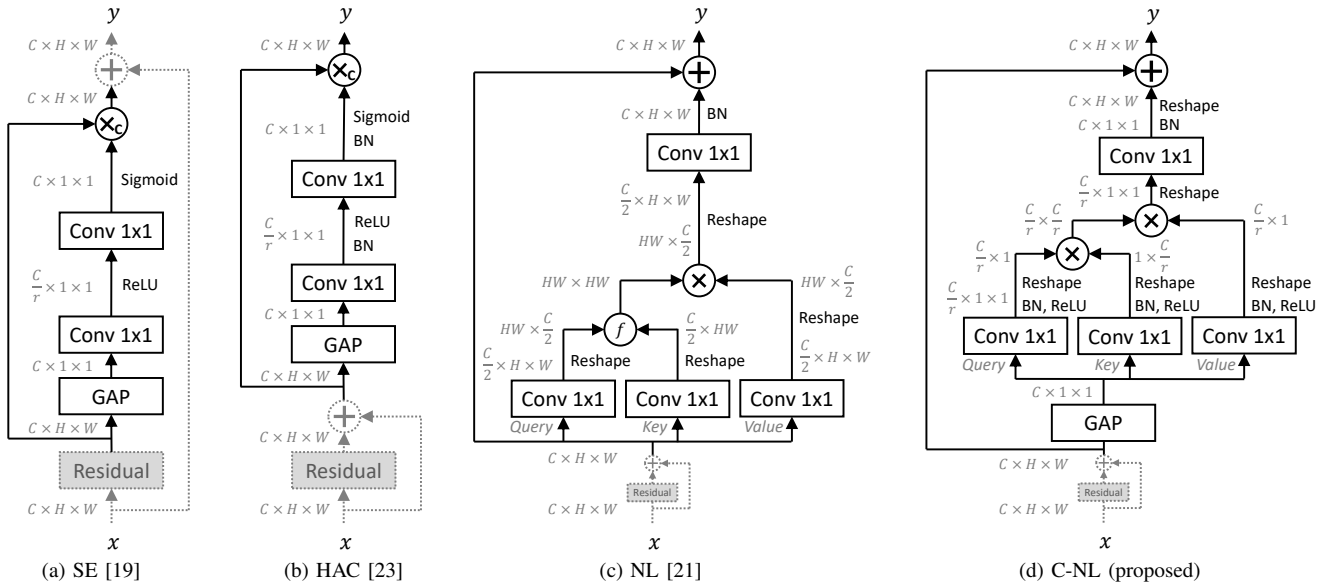 y
C × H × W
C × H × W
×c
C × 1 × 1
Sigmoid
Conv 1x1
C/r × 1 × 1
ReLU
Conv 1x1
C × 1 × 1
GAP
C × H × W
Residual
C × H × W
x
(a) SE [19]
y
C × H × W
×c
Sigmoid
C × 1 × 1
BN
Conv 1x1
ReLU
C/r × 1 × 1
BN
Conv 1x1
C × 1 × 1
GAP
C × H × W
C × H × W
Residual
C × H × W
x
(b) HAC [23]
y
C × H × W
+
C × H × W BN
Conv 1x1
C/2 × H × W
Reshape
HW × C/2
×
HW × HW
HW × C/2
f
HW × C/2
C/2 × HW
Reshape
C/2 × H × W
Reshape
Reshape
C/2 × H × W
Conv 1x1
Conv 1x1
Conv 1x1
Query
Key
Value
C × H × W
Residual
C × H × W
x
(c) NL [21]
y
C × H × W
+
C × H × W Reshape
C × 1 × 1 BN
Conv 1x1
C/r × 1 × 1 Reshape
C/r × C/r
×
C/r × 1
C/r × 1
×
1 × C/r
C/r × 1 × 1
Reshape
BN, ReLU
Reshape
BN, ReLU
Reshape
BN, ReLU
Conv 1x1
Conv 1x1
Conv 1x1
Query
Key
Value
C × 1 × 1
GAP
C × H × W
Residual
C × H × W
x
(d) C-NL (proposed)